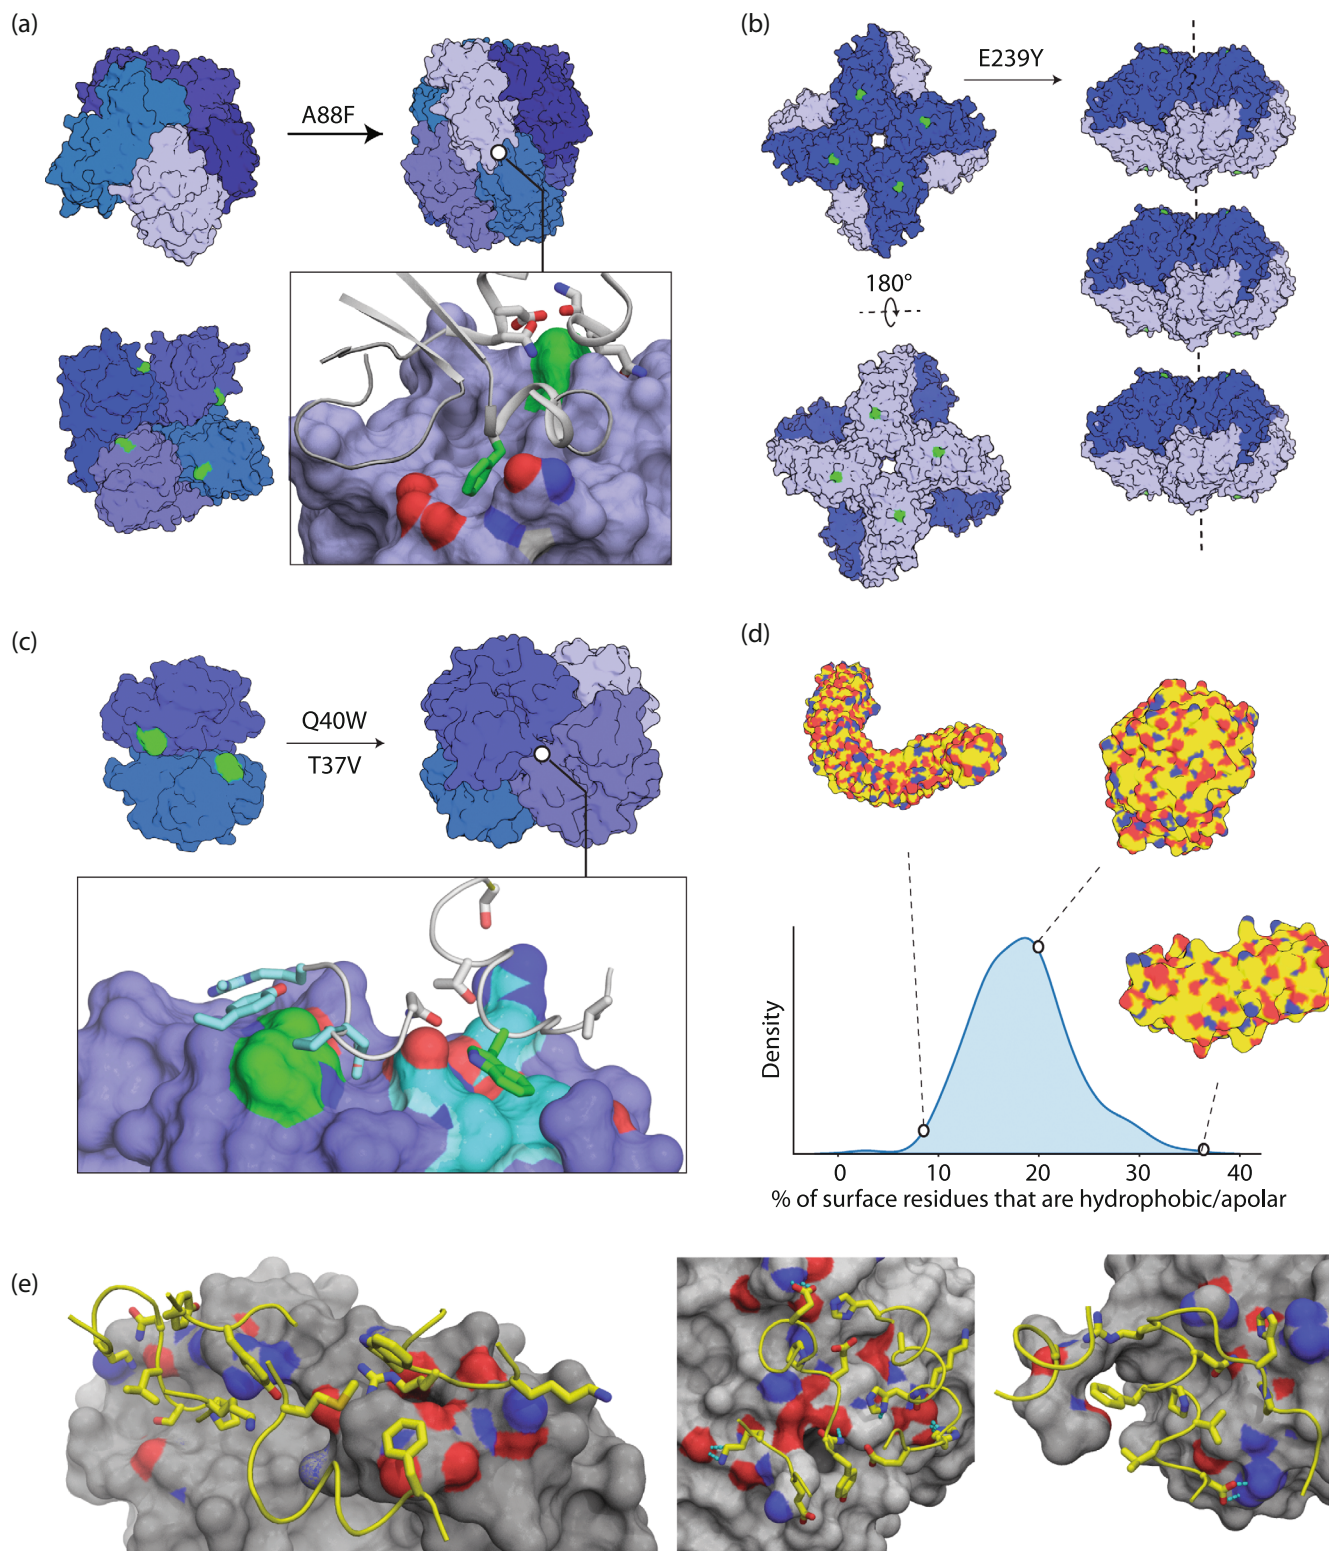 (a)
A88F
(b)
E239Y
180°
(c)
Q40W
T37V
(d)
Density
0 10 20 30 40
% of surface residues that are hydrophobic/apolar
(e)